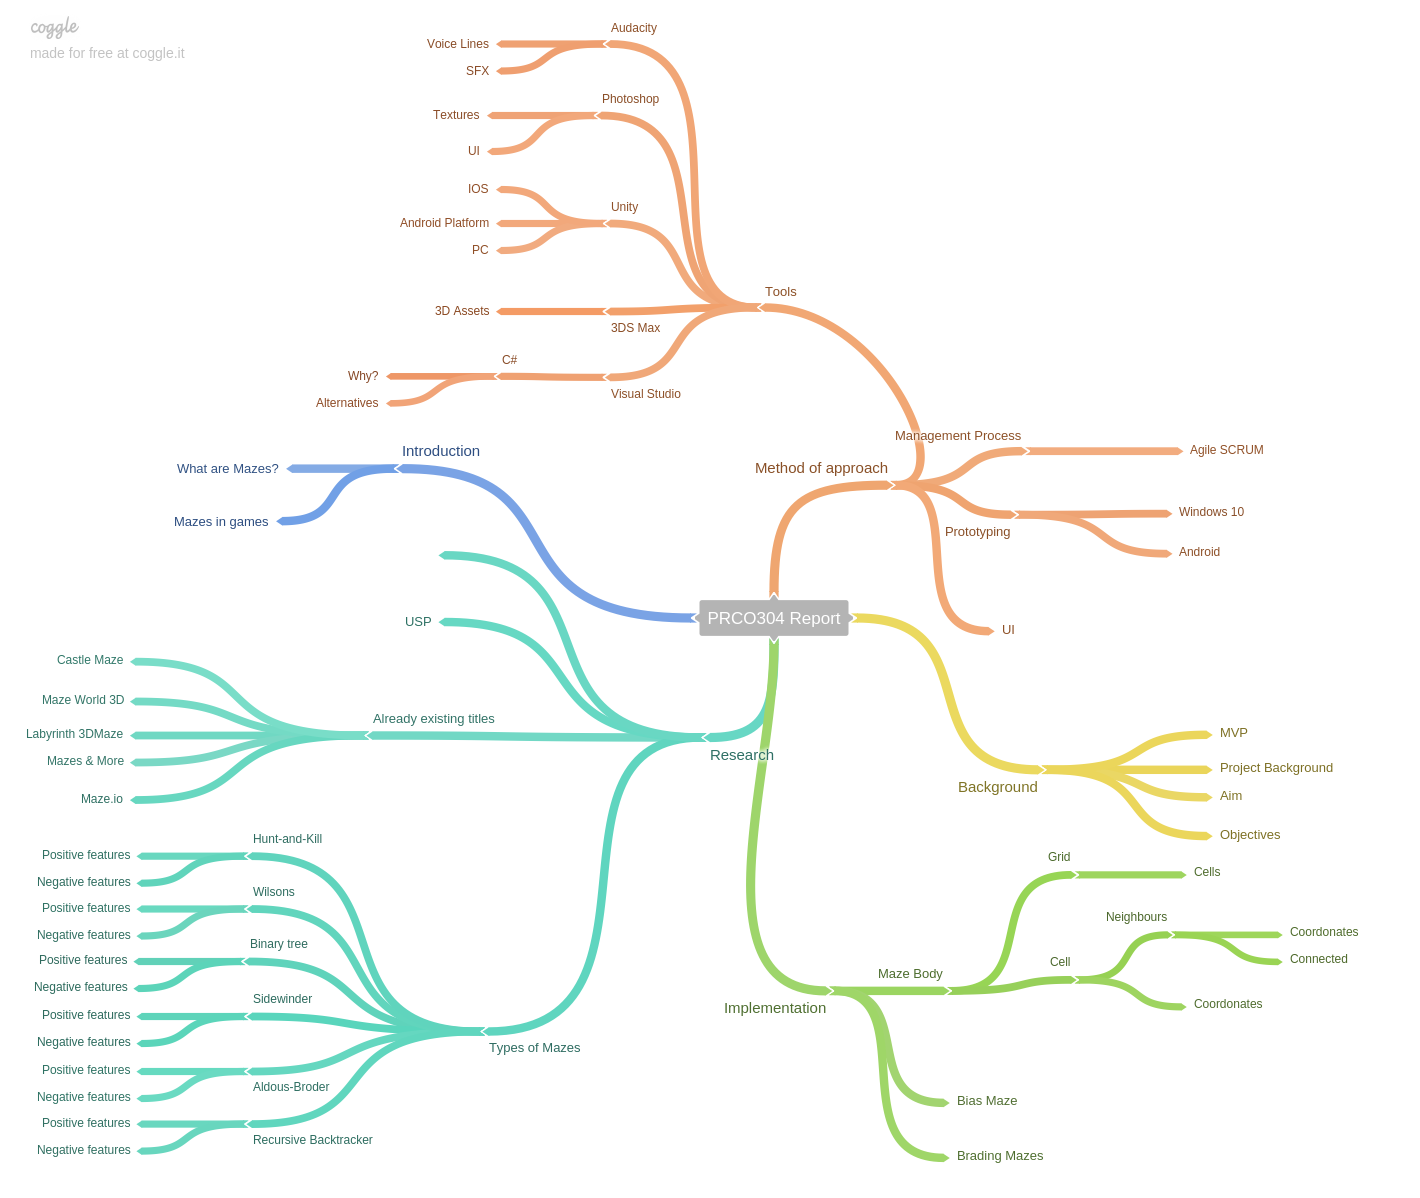 coggle
made for free at coggle.it
Audacity
Voice Lines
SFX
Photoshop
Textures
UI
IOS
Unity
Android Platform
PC
Tools
3D Assets
3DS Max
C#
Why?
Visual Studio
Alternatives
Management Process
Introduction
Agile SCRUM
Method of approach
What are Mazes?
Windows 10
Mazes in games
Prototyping
Android
PRCO304 Report
USP
UI
Castle Maze
Maze World 3D
Already existing titles
Labyrinth 3DMaze
MVP
Research
Mazes & More
Project Background
Background
Aim
Maze.io
Objectives
Hunt-and-Kill
Positive features
Grid
Negative features
Cells
Wilsons
Positive features
Neighbours
Negative features
Coordonates
Binary tree
Positive features
Connected
Cell
Maze Body
Negative features
Sidewinder
Coordonates
Implementation
Positive features
Negative features
Types of Mazes
Positive features
Aldous-Broder
Negative features
Bias Maze
Positive features
Recursive Backtracker
Negative features
Brading Mazes